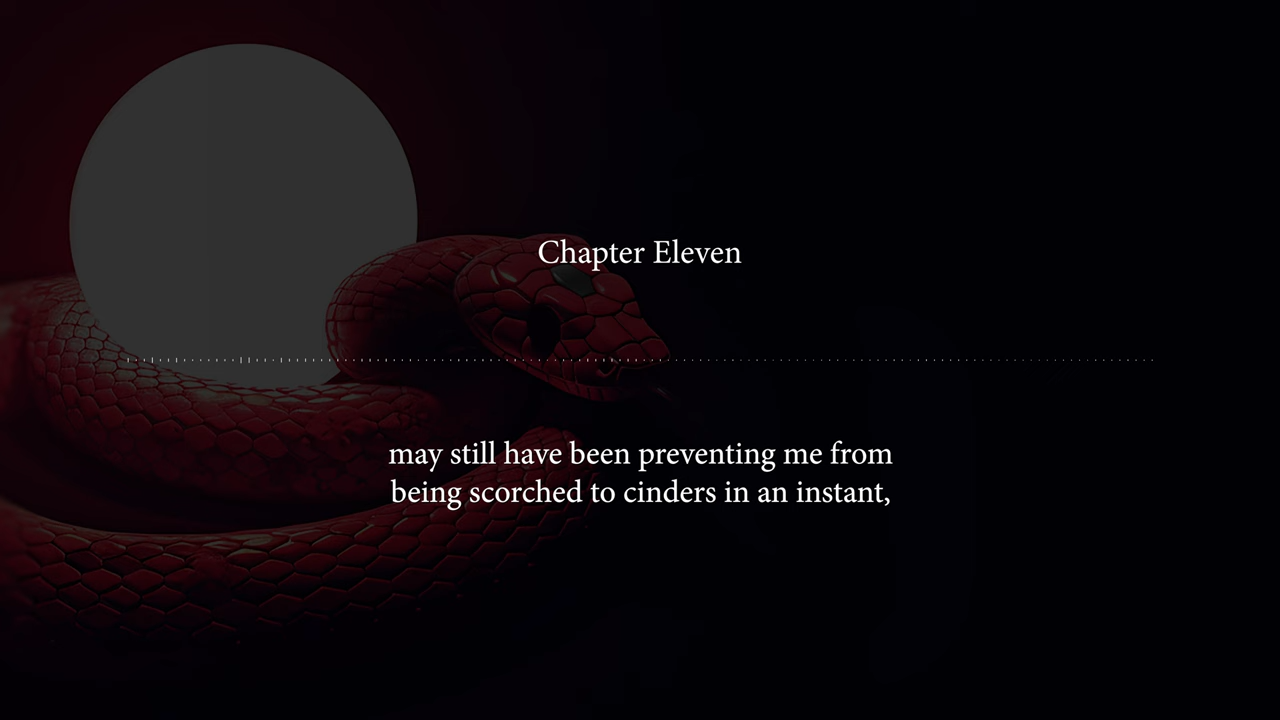 Chapter Eleven
may still have been preventing me from
being scorched to cinders in an instant,